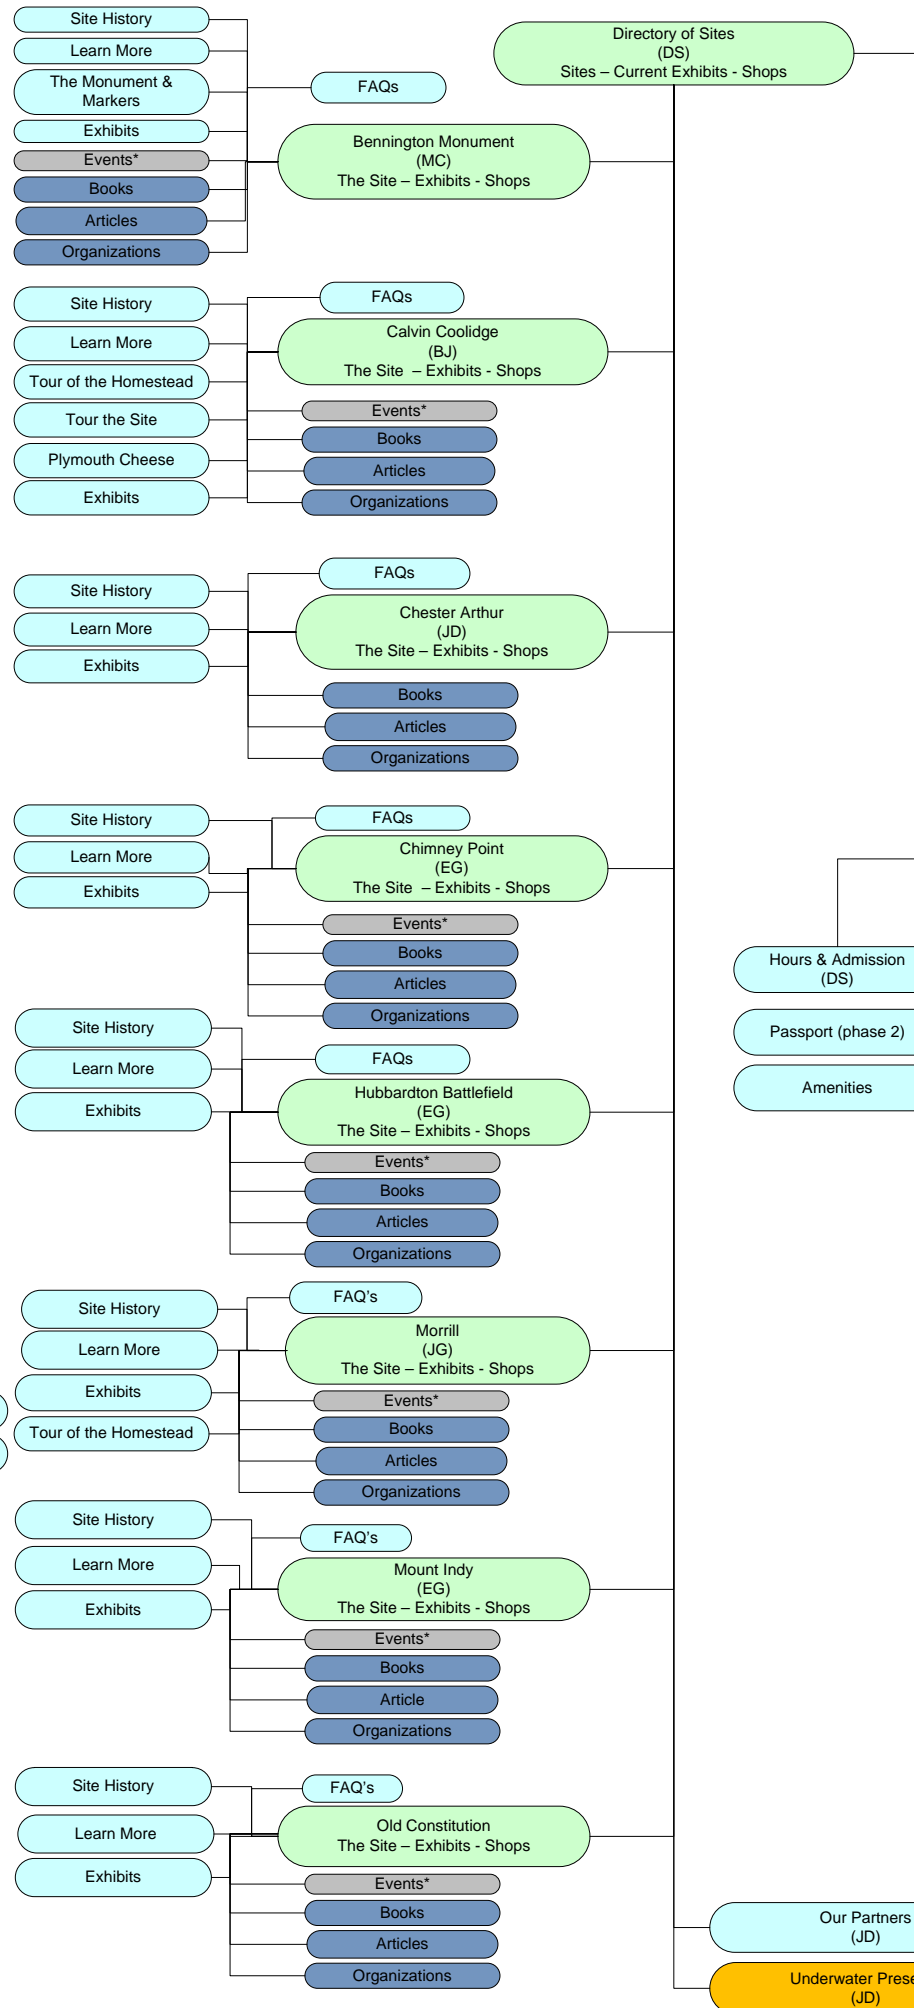 Directory of Sites
(DS)
Sites – Current Exhibits - Shops
Site History
Learn More
The Monument &
Markers
Exhibits
Events*
Books
Articles
Organizations
FAQs
Bennington Monument
(MC)
The Site – Exhibits - Shops
Site History
Learn More
Tour of the Homestead
Tour the Site
Plymouth Cheese
Exhibits
FAQs
Calvin Coolidge
(BJ)
The Site – Exhibits - Shops
Events*
Books
Articles
Organizations
Site History
Learn More
Exhibits
FAQs
Chester Arthur
(JD)
The Site – Exhibits - Shops
Books
Articles
Organizations
Site History
Learn More
Exhibits
FAQs
Chimney Point
(EG)
The Site – Exhibits - Shops
Events*
Books
Articles
Organizations
Hours & Admission
(DS)
Passport (phase 2)
Amenities
Site History
Learn More
Exhibits
FAQs
Hubbardton Battlefield
(EG)
The Site – Exhibits - Shops
Events*
Books
Articles
Organizations
Site History
Learn More
Exhibits
Tour of the Homestead
FAQ's
Morrill
(JG)
The Site – Exhibits - Shops
Events*
Books
Articles
Organizations
Site History
Learn More
Exhibits
FAQ's
Mount Indy
(EG)
The Site – Exhibits - Shops
Events*
Books
Article
Organizations
Site History
Learn More
Exhibits
FAQ's
Old Constitution
The Site – Exhibits - Shops
Events*
Books
Articles
Organizations
Our Partners
(JD)
Underwater Prese
(JD)